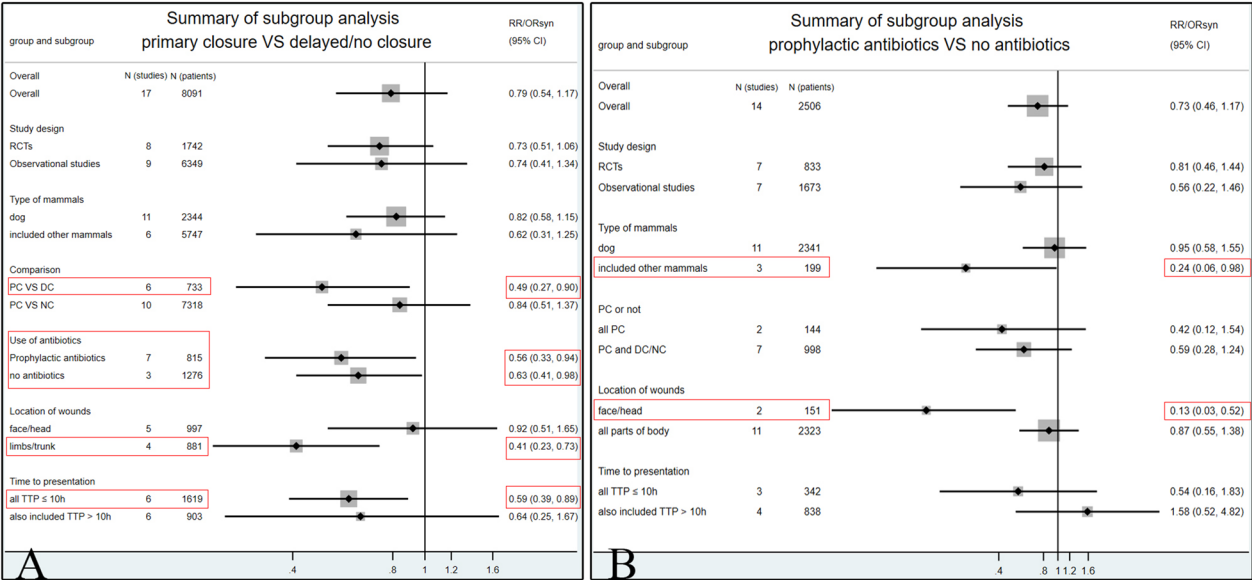 Summary of subgroup analysis
primary closure VS delayed/no closure
RR/ORsyn
group and subgroup (95% CI)
Overall N (studies) N (patients)
Overall 17 8091 0.79 (0.54, 1.17)
Study design
RCTs 8 1742 0.73 (0.51, 1.06)
Observational studies 9 6349 0.74 (0.41, 1.34)
Type of mammals
dog 11 2344 0.82 (0.58, 1.15)
included other mammals 6 5747 0.62 (0.31, 1.25)
Comparison
PC VS DC 6 733 0.49 (0.27, 0.90)
PC VS NC 10 7318 0.84 (0.51, 1.37)
Use of antibiotics
Prophylactic antibiotics 7 815 0.56 (0.33, 0.94)
no antibiotics 3 1276 0.63 (0.41, 0.98)
Location of wounds
face/head 5 997 0.92 (0.51, 1.65)
limbs/trunk 4 881 0.41 (0.23, 0.73)
Time to presentation
all TTP ≤ 10h 6 1619 0.59 (0.39, 0.89)
also included TTP > 10h 6 903 0.64 (0.25, 1.67)
A
.4 .8 1 1.2 1.6
Summary of subgroup analysis
prophylactic antibiotics VS no antibiotics
RR/ORsyn
group and subgroup (95% CI)
Overall N (studies) N (patients)
Overall 14 2506 0.73 (0.46, 1.17)
Study design
RCTs 7 833 0.81 (0.46, 1.44)
Observational studies 7 1673 0.56 (0.22, 1.46)
Type of mammals
dog 11 2341 0.95 (0.58, 1.55)
included other mammals 3 199 0.24 (0.06, 0.98)
PC or not
all PC 2 144 0.42 (0.12, 1.54)
PC and DC/NC 7 998 0.59 (0.28, 1.24)
Location of wounds
face/head 2 151 0.13 (0.03, 0.52)
all parts of body 11 2323 0.87 (0.55, 1.38)
Time to presentation
all TTP ≤ 10h 3 342 0.54 (0.16, 1.83)
also included TTP > 10h 4 838 1.58 (0.52, 4.82)
B
.4 .8 1 1.2 1.6